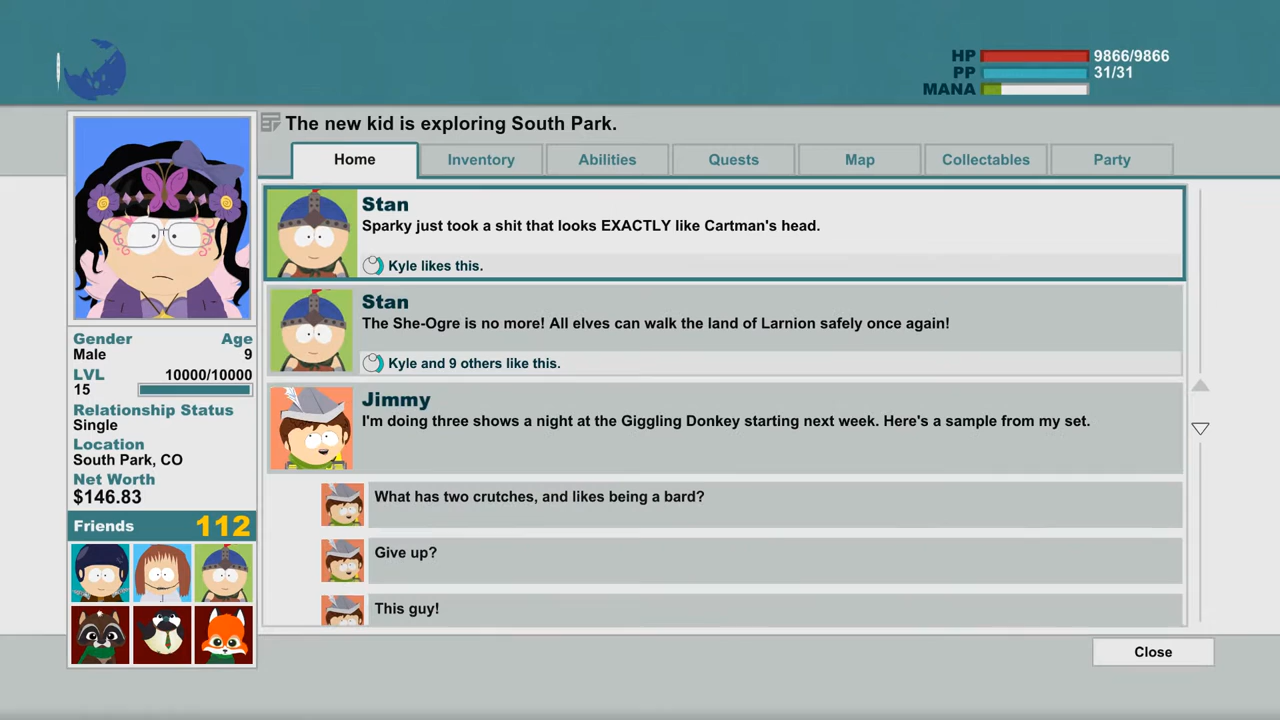 HP 9866/9866
PP 31/31
MANA
The new kid is exploring South Park.
Home Inventory Abilities Quests Map Collectables Party
Gender Age
Male 9
LVL 10000/10000
15
Relationship Status
Single
Location
South Park, CO
Net Worth
$146.83
Friends 112
Stan
Sparky just took a shit that looks EXACTLY like Cartman's head.
Kyle likes this.
Stan
The She-Ogre is no more! All elves can walk the land of Larnion safely once again!
Kyle and 9 others like this.
Jimmy
I'm doing three shows a night at the Giggling Donkey starting next week. Here's a sample from my set.
What has two crutches, and likes being a bard?
Give up?
This guy!
Close